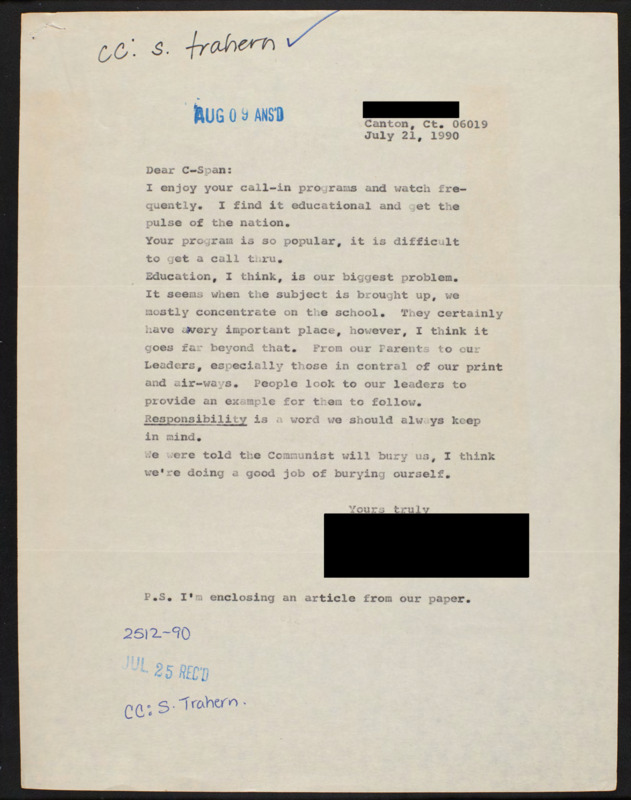 cc: s. trahern ✓
AUG 09 ANS'D
Canton, Ct. 06019
July 21, 1990
Dear C-Span:
I enjoy your call-in programs and watch fre-
quently. I find it educational and get the
pulse of the nation.
Your program is so popular, it is difficult
to get a call thru.
Education, I think, is our biggest problem.
It seems when the subject is brought up, we
mostly concentrate on the school. They certainly
have a very important place, however, I think it
goes far beyond that. From our Parents to our
Leaders, especially those in contral of our print
and air-ways. People look to our leaders to
provide an example for them to follow.
Responsibility is a word we should always keep
in mind.
We were told the Communist will bury us, I think
we're doing a good job of burying ourself.
Yours truly
P.S. I'm enclosing an article from our paper.
2512-90
JUL 25 REC'D
CC: S. Trahern.